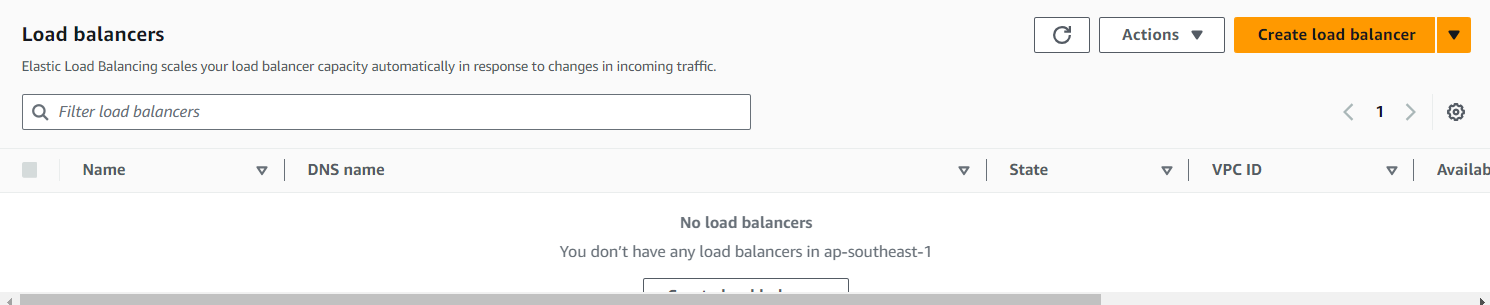 Load balancers
Actions
Create load balancer
Elastic Load Balancing scales your load balancer capacity automatically in response to changes in incoming traffic.
Filter load balancers
1
Name
DNS name
State
VPC ID
Availab
No load balancers
You don’t have any load balancers in ap-southeast-1